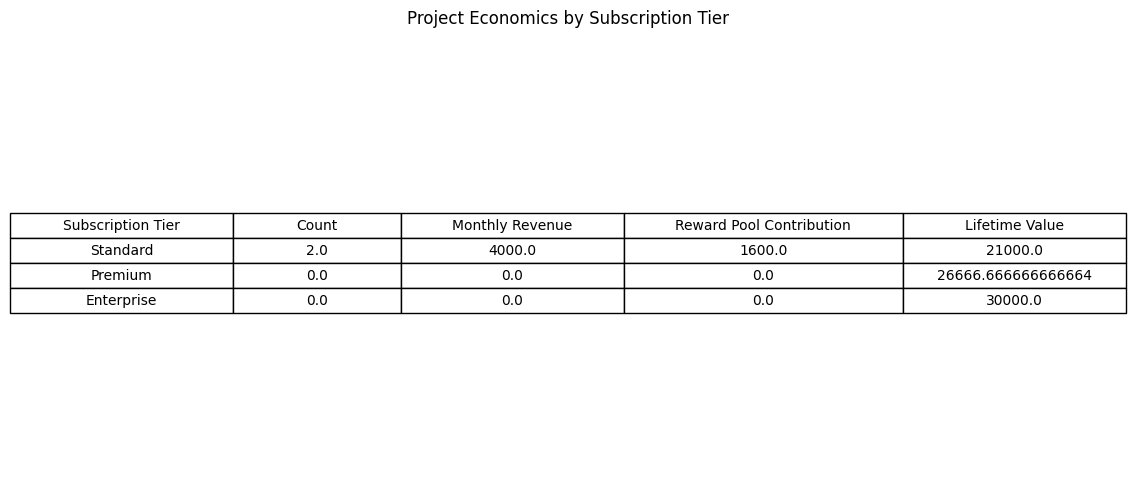 Project Economics by Subscription Tier
Subscription Tier Count Monthly Revenue Reward Pool Contribution Lifetime Value
Standard 2.0 4000.0 1600.0 21000.0
Premium 0.0 0.0 0.0 26666.666666666664
Enterprise 0.0 0.0 0.0 30000.0